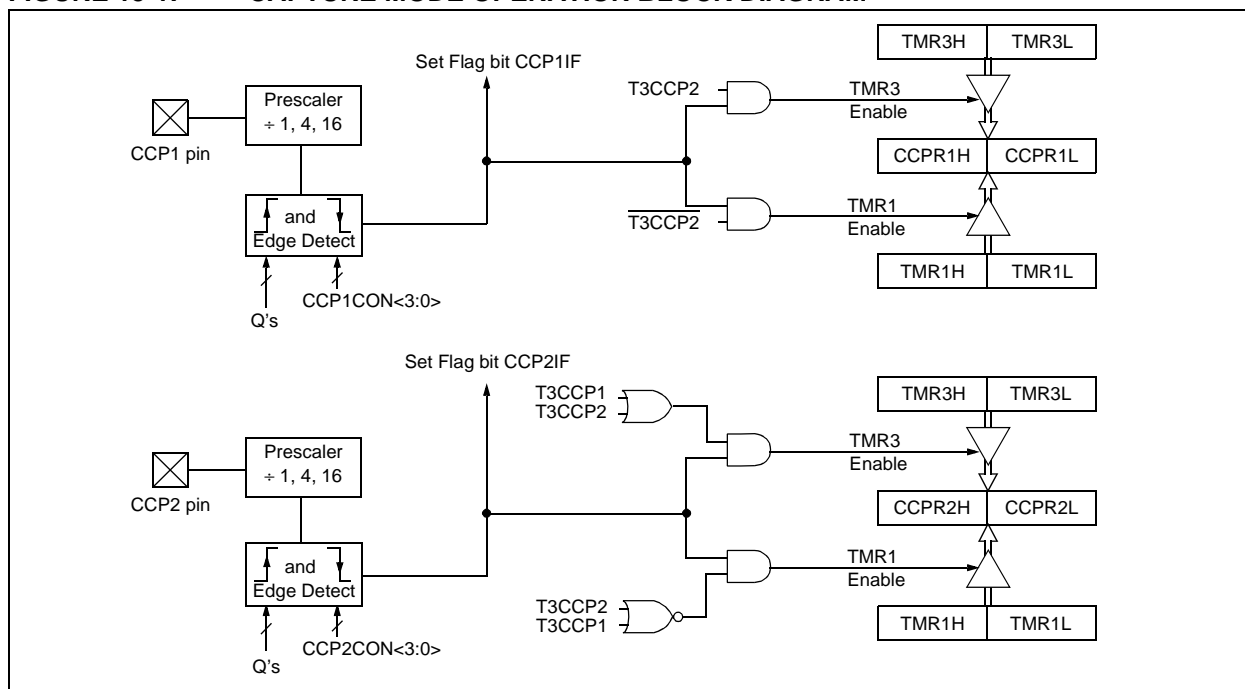 Set Flag bit CCP1IF
TMR3H TMR3L
Prescaler
÷ 1, 4, 16
CCP1 pin
T3CCP2
TMR3
Enable
CCPR1H CCPR1L
and
Edge Detect
T3CCP2
TMR1
Enable
TMR1H TMR1L
CCP1CON<3:0>
Q's
Set Flag bit CCP2IF
TMR3H TMR3L
T3CCP1
T3CCP2
Prescaler
÷ 1, 4, 16
CCP2 pin
TMR3
Enable
CCPR2H CCPR2L
and
Edge Detect
TMR1
Enable
T3CCP2
T3CCP1
TMR1H TMR1L
CCP2CON<3:0>
Q's